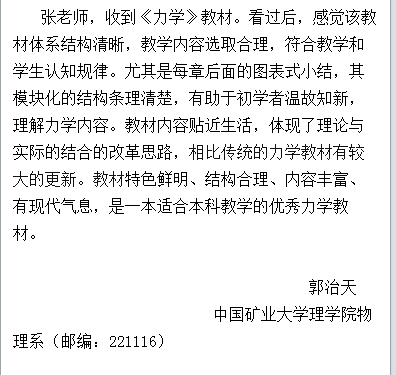 张老师，收到《力学》教材。看过后，感觉该教
材体系结构清晰，教学内容选取合理，符合教学和
学生认知规律。尤其是每章后面的图表式小结，其
模块化的结构条理清楚，有助于初学者温故知新，
理解力学内容。教材内容贴近生活，体现了理论与
实际的结合的改革思路，相比传统的力学教材有较
大的更新。教材特色鲜明、结构合理、内容丰富、
有现代气息，是一本适合本科教学的优秀力学教
材。
郭治天
中国矿业大学理学院物
理系（邮编：221116）